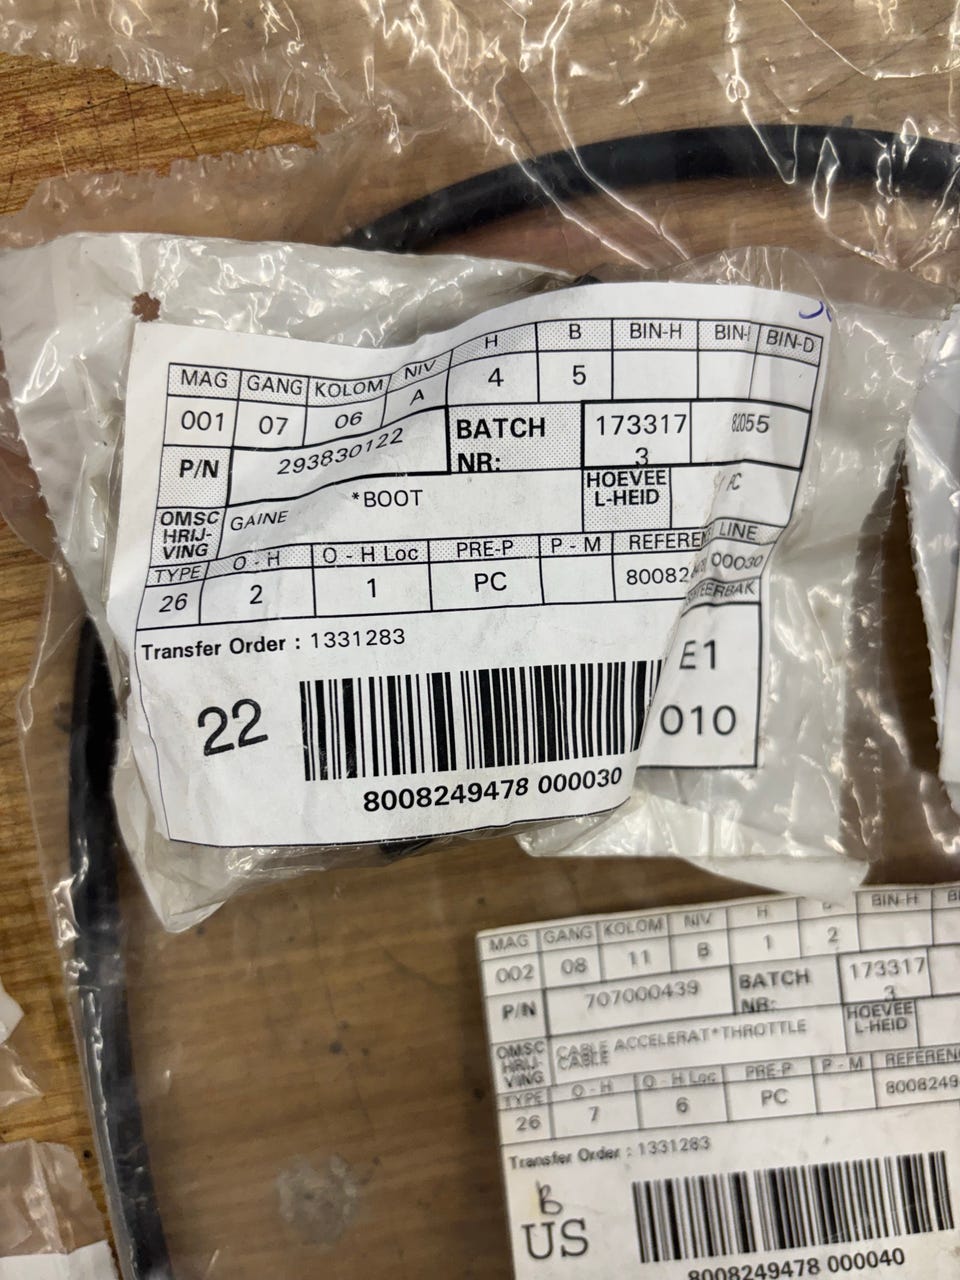 MAG GANG KOLOM NIV H B BIN-H BIN- BIN-D
001 07 06 A 4 5
P/N 293830122 BATCH NR: 173317 3
OMSC HRIJ- VING GAINE *BOOT HOEVEE L-HEID
TYPE O - H O - H Loc PRE-P P - M REFEREN LINE
26 2 1 PC 80082 00030
Transfer Order : 1331283
E1
22 010
8008249478 000030
MAG GANG KOLOM NIV H BIN-H
002 08 11 B 1 2
P/N 707000439 BATCH NR: 173317 3
OMSC HRIJ- VING CABLE ACCELERAT*THROTTLE CABLE HOEVEE L-HEID
TYPE O - H O - H Loc PRE-P P - M REFERENC
26 7 6 PC 8008249
Transfer Order : 1331283
B
US
8008249478 000040